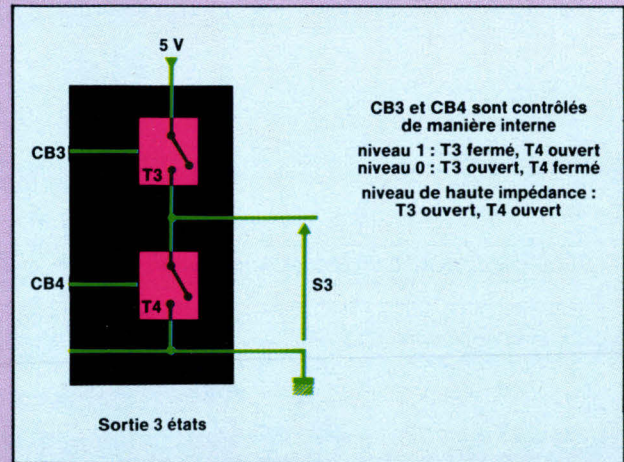 5 V
CB3 et CB4 sont contrôlés
de manière interne
niveau 1 : T3 fermé, T4 ouvert
niveau 0 : T3 ouvert, T4 fermé
niveau de haute impédance :
T3 ouvert, T4 ouvert
CB3
T3
CB4
T4
S3
Sortie 3 états